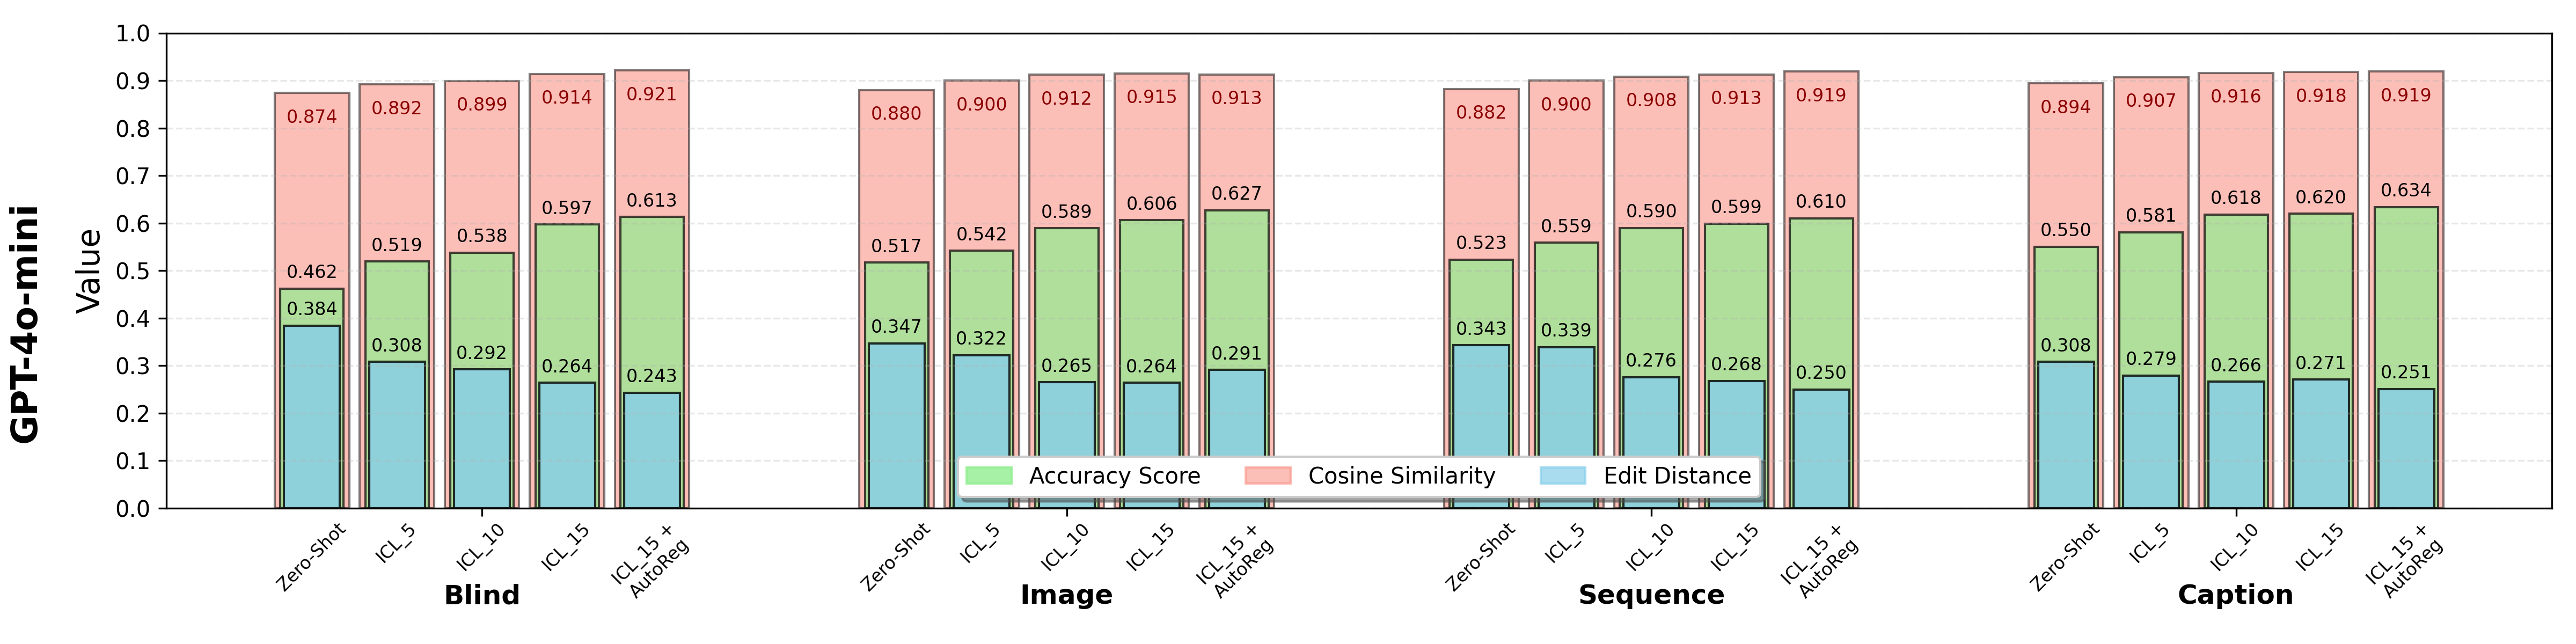 GPT-4o-mini
Value
1.0
0.9
0.8
0.7
0.6
0.5
0.4
0.3
0.2
0.1
0.0
0.874 0.892 0.899 0.914 0.921
0.462 0.519 0.538 0.597 0.613
0.384 0.308 0.292 0.264 0.243
0.880 0.900 0.912 0.915 0.913
0.517 0.542 0.589 0.606 0.627
0.347 0.322 0.265 0.264 0.291
0.882 0.900 0.908 0.913 0.919
0.523 0.559 0.590 0.599 0.610
0.343 0.339 0.276 0.268 0.250
0.894 0.907 0.916 0.918 0.919
0.550 0.581 0.618 0.620 0.634
0.308 0.279 0.266 0.271 0.251
Accuracy Score Cosine Similarity Edit Distance
Zero-Shot
ICL_5
ICL_10
ICL_15
ICL_15 +
AutoReg
Blind
Zero-Shot
ICL_5
ICL_10
ICL_15
ICL_15 +
AutoReg
Image
Zero-Shot
ICL_5
ICL_10
ICL_15
ICL_15 +
AutoReg
Sequence
Zero-Shot
ICL_5
ICL_10
ICL_15
ICL_15 +
AutoReg
Caption